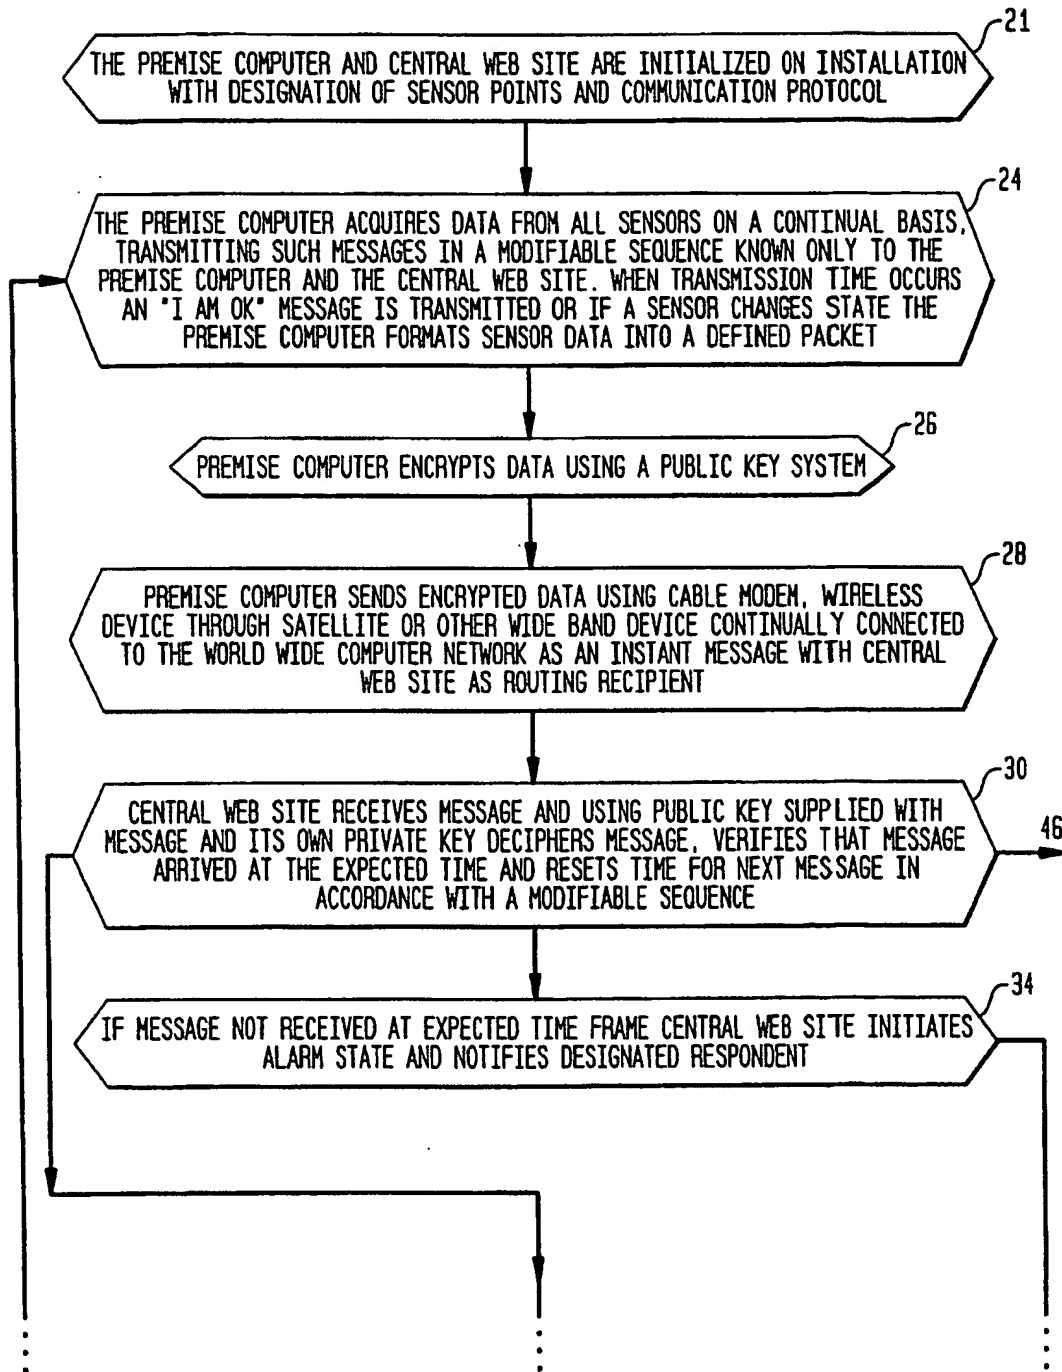 21
THE PREMISE COMPUTER AND CENTRAL WEB SITE ARE INITIALIZED ON INSTALLATION
WITH DESIGNATION OF SENSOR POINTS AND COMMUNICATION PROTOCOL
24
THE PREMISE COMPUTER ACQUIRES DATA FROM ALL SENSORS ON A CONTINUAL BASIS,
TRANSMITTING SUCH MESSAGES IN A MODIFIABLE SEQUENCE KNOWN ONLY TO THE
PREMISE COMPUTER AND THE CENTRAL WEB SITE. WHEN TRANSMISSION TIME OCCURS
AN "I AM OK" MESSAGE IS TRANSMITTED OR IF A SENSOR CHANGES STATE THE
PREMISE COMPUTER FORMATS SENSOR DATA INTO A DEFINED PACKET
26
PREMISE COMPUTER ENCRYPTS DATA USING A PUBLIC KEY SYSTEM
28
PREMISE COMPUTER SENDS ENCRYPTED DATA USING CABLE MODEM, WIRELESS
DEVICE THROUGH SATELLITE OR OTHER WIDE BAND DEVICE CONTINUALLY CONNECTED
TO THE WORLD WIDE COMPUTER NETWORK AS AN INSTANT MESSAGE WITH CENTRAL
WEB SITE AS ROUTING RECIPIENT
30
CENTRAL WEB SITE RECEIVES MESSAGE AND USING PUBLIC KEY SUPPLIED WITH
MESSAGE AND ITS OWN PRIVATE KEY DECIPHERS MESSAGE, VERIFIES THAT MESSAGE
ARRIVED AT THE EXPECTED TIME AND RESETS TIME FOR NEXT MESSAGE IN
ACCORDANCE WITH A MODIFIABLE SEQUENCE
46
34
IF MESSAGE NOT RECEIVED AT EXPECTED TIME FRAME CENTRAL WEB SITE INITIATES
ALARM STATE AND NOTIFIES DESIGNATED RESPONDENT